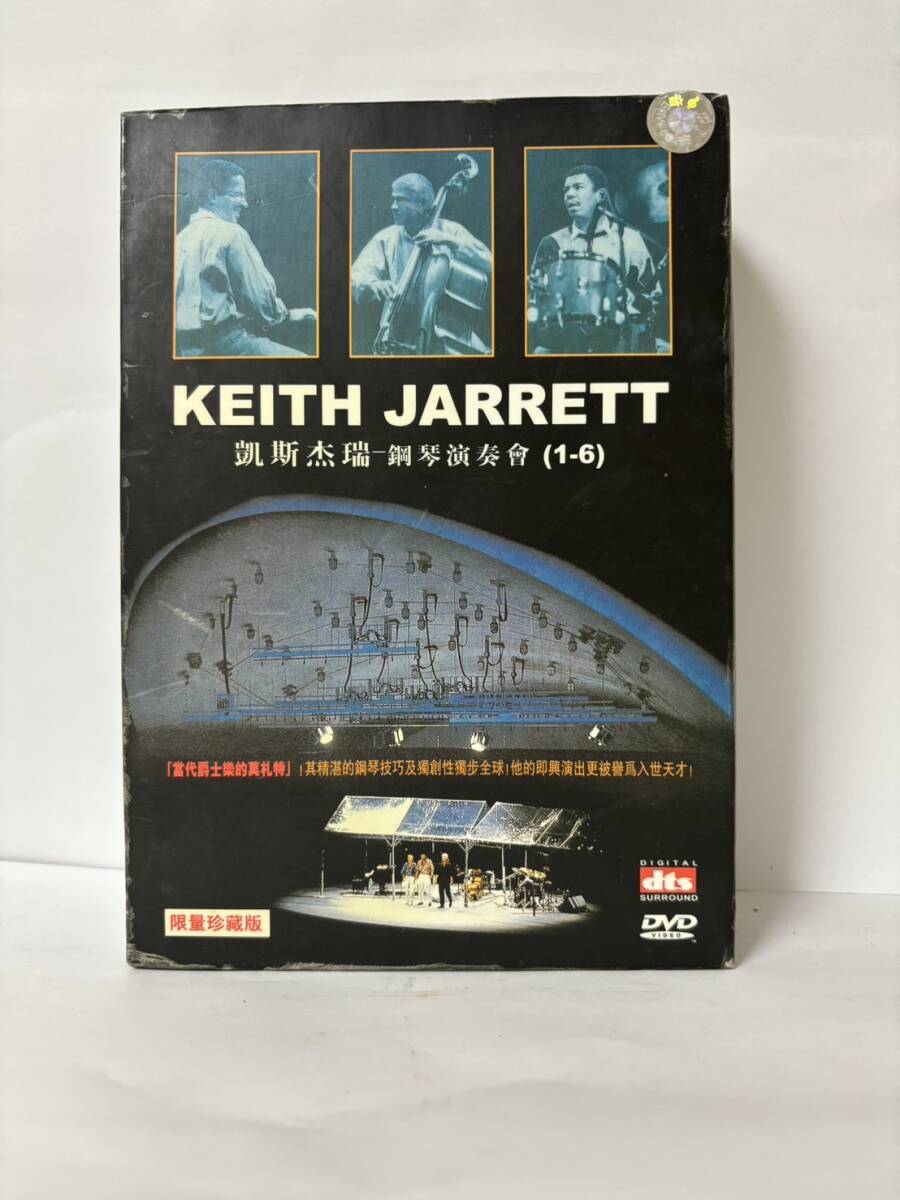 KEITH JARRETT
凱斯杰瑞-鋼琴演奏會 (1-6)
「當代爵士樂的莫札特」!其精湛的鋼琴技巧及獨創性獨步全球!他的即興演出更被譽爲入世天才!
限量珍藏版
DIGITAL
dts
SURROUND
DVD
VIDEO